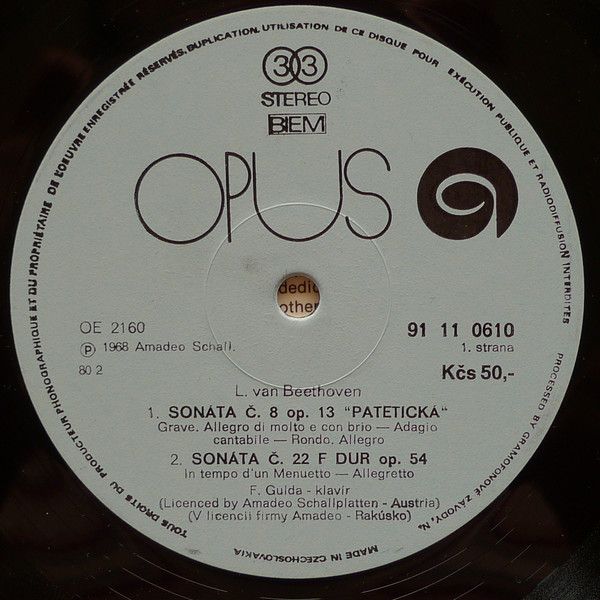 TOUS DROITS DU PRODUCTEUR PHONOGRAPHIQUE ET DU PROPRIÉTAIRE DE L'OEUVRE ENREGISTRÉE RÉSERVÉS. DUPLICATION. UTILISATION DE CE DISQUE POUR EXÉCUTION PUBLIQUE ET RADIODIFFUSION INTERDITES
33
STEREO
BIEM
OPUS
dedic
other
OE 2160
91 11 0610
Ⓟ 1968 Amadeo Schall.
1. strana
80 2
Kčs 50,-
L. van Beethoven
1. SONÁTA Č. 8 op. 13 "PATETICKÁ"
Grave. Allegro di molto e con brio — Adagio
cantabile — Rondo. Allegro
2. SONÁTA Č. 22 F DUR op. 54
In tempo d'un Menuetto — Allegretto
F. Gulda - klavír
(Licenced by Amadeo Schallplatten - Austria)
(V licencii firmy Amadeo - Rakúsko)
PROCESSED BY GRAMOFONOVÉ ZÁVODY, N.
MADE IN CZECHOSLOVAKIA